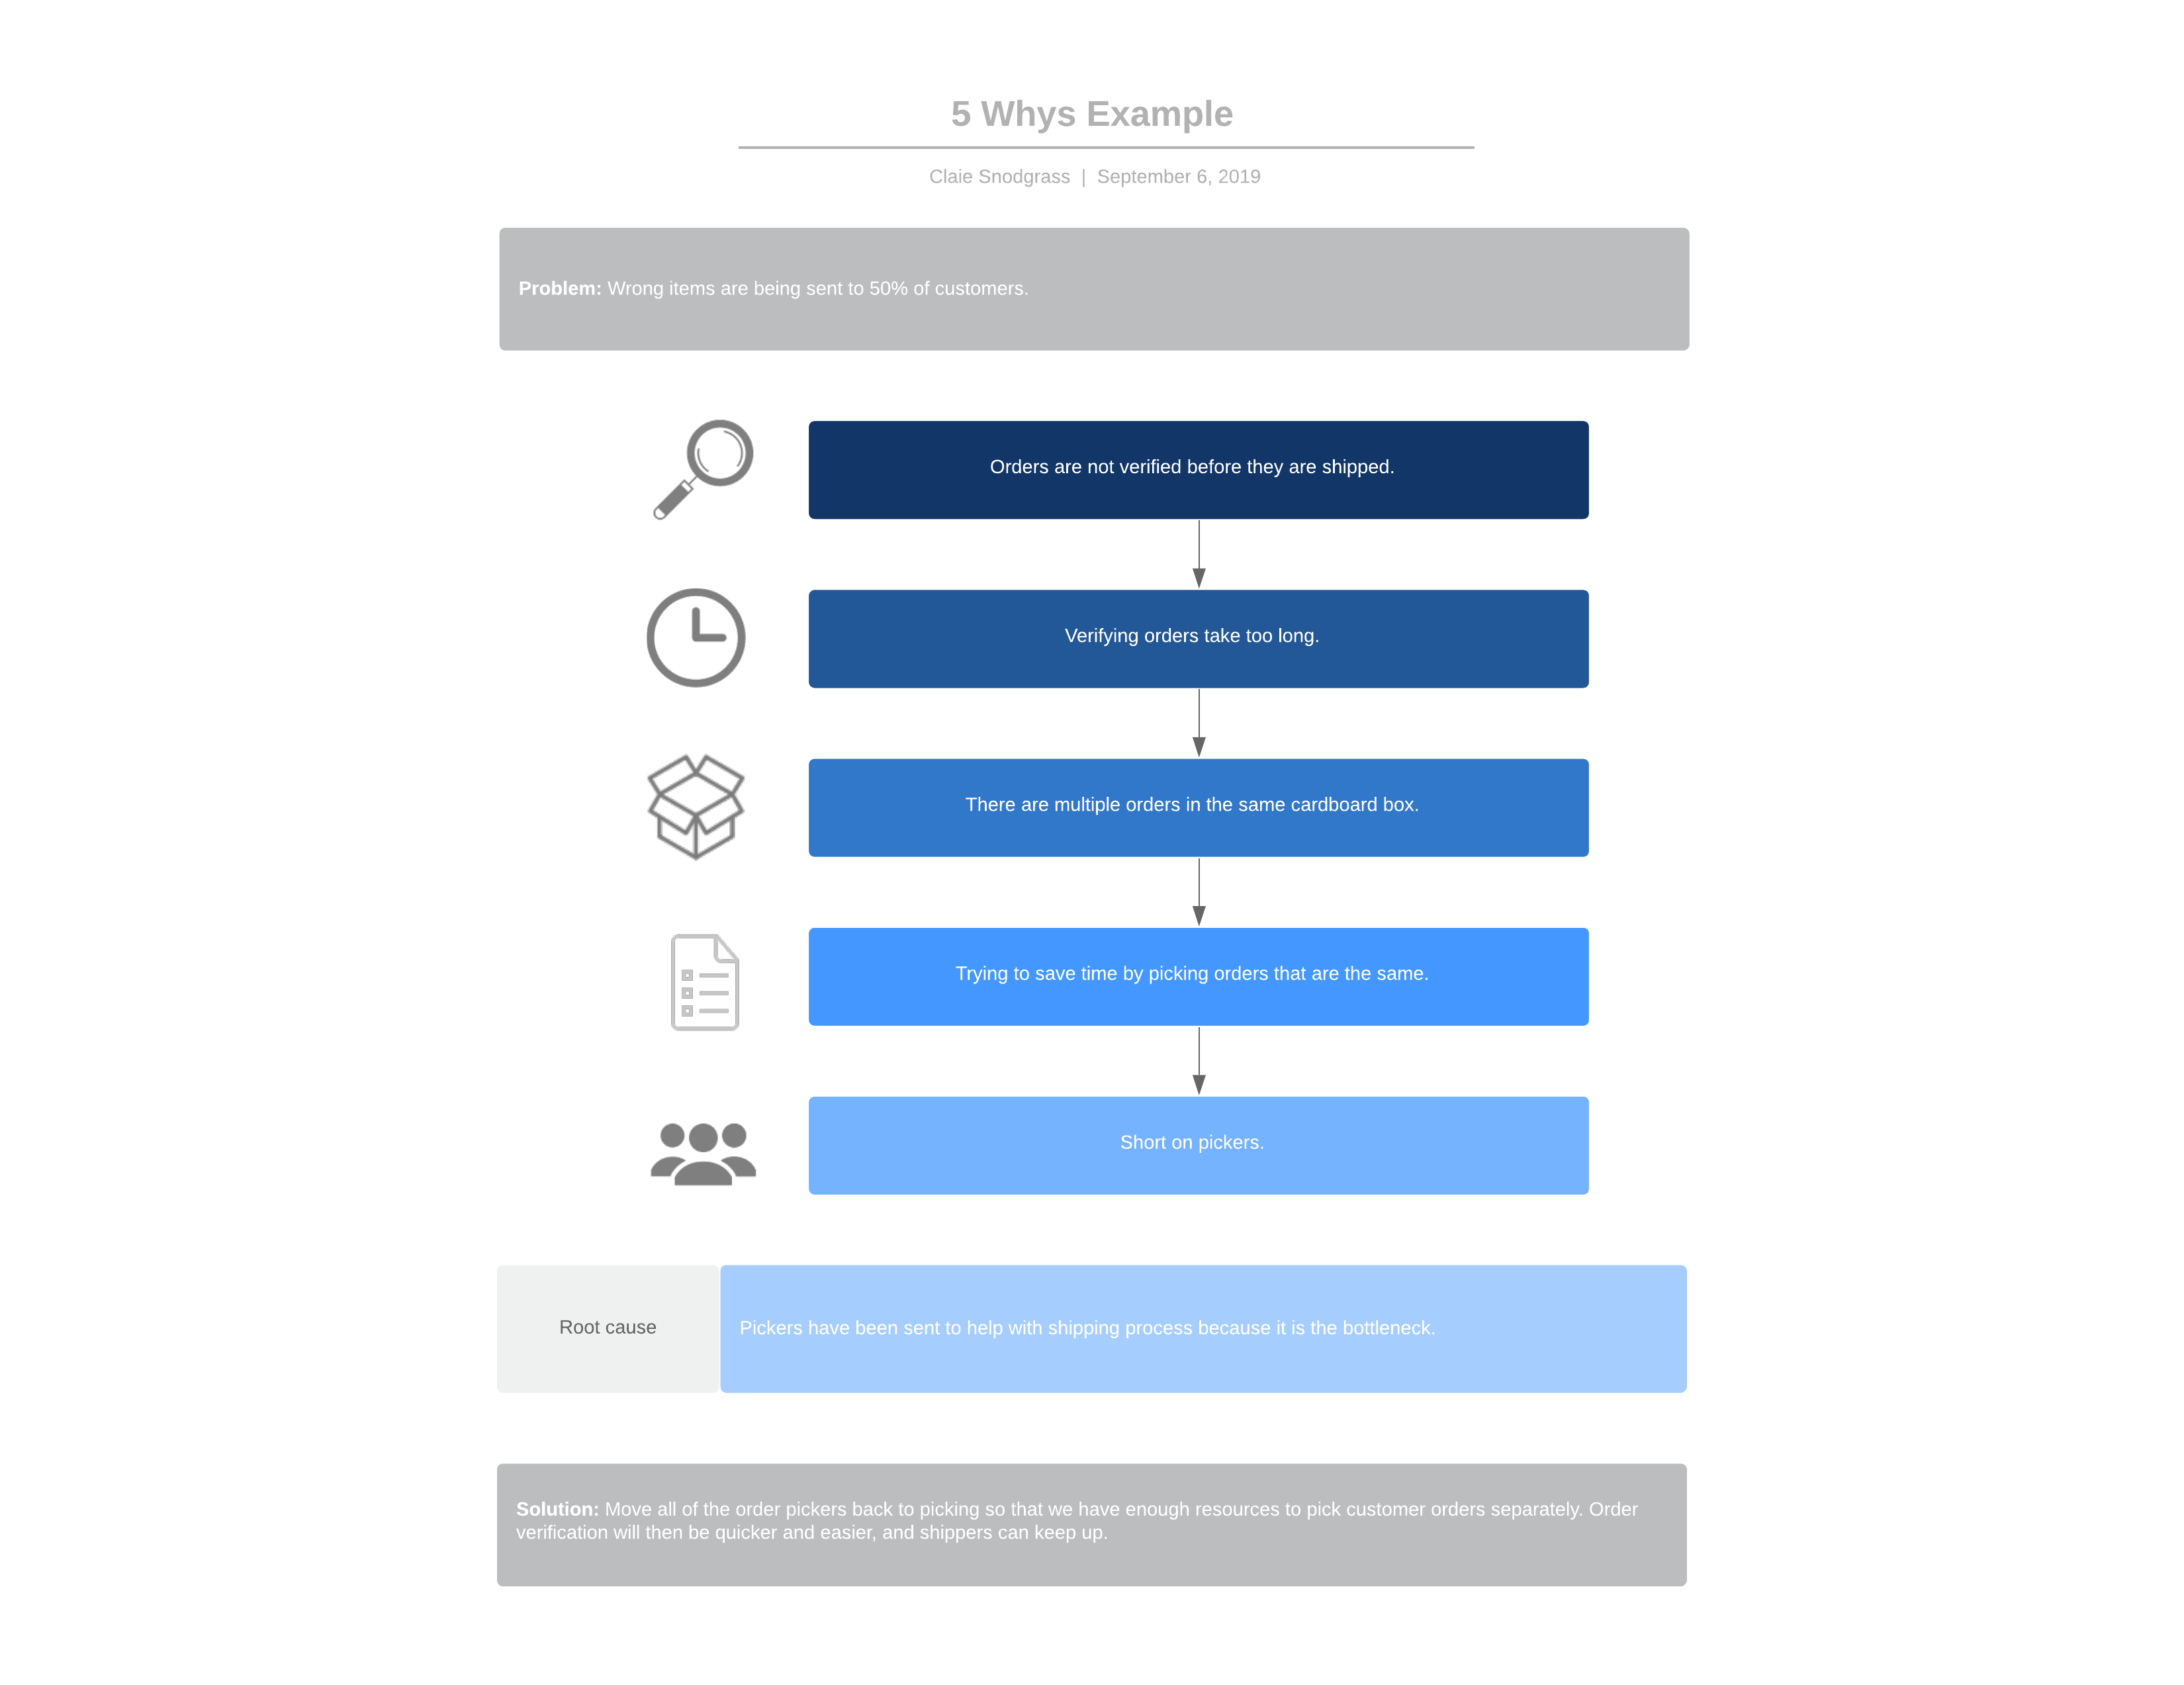 5 Whys Example
Claie Snodgrass | September 6, 2019
Problem: Wrong items are being sent to 50% of customers.
Orders are not verified before they are shipped.
Verifying orders take too long.
There are multiple orders in the same cardboard box.
Trying to save time by picking orders that are the same.
Short on pickers.
Root cause
Pickers have been sent to help with shipping process because it is the bottleneck.
Solution: Move all of the order pickers back to picking so that we have enough resources to pick customer orders separately. Order
verification will then be quicker and easier, and shippers can keep up.